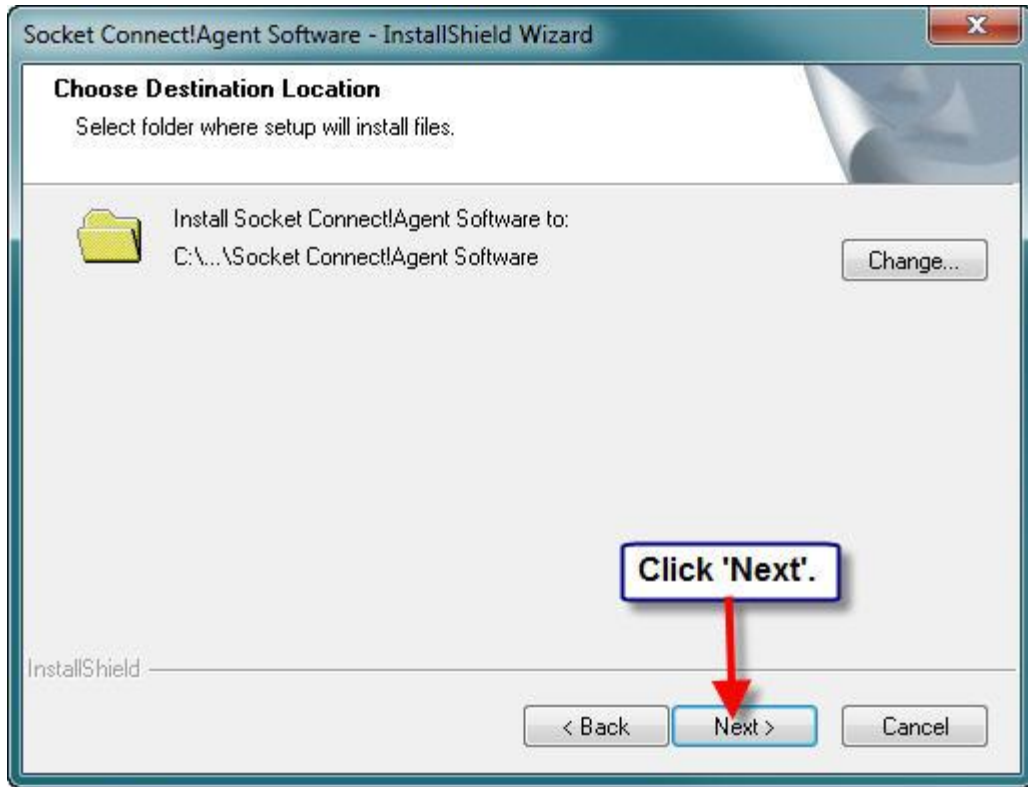 Socket Connect!Agent Software - InstallShield Wizard
Choose Destination Location
Select folder where setup will install files.
Install Socket Connect!Agent Software to:
C:\...\Socket Connect!Agent Software
Change...
Click 'Next'.
InstallShield
< Back
Next >
Cancel